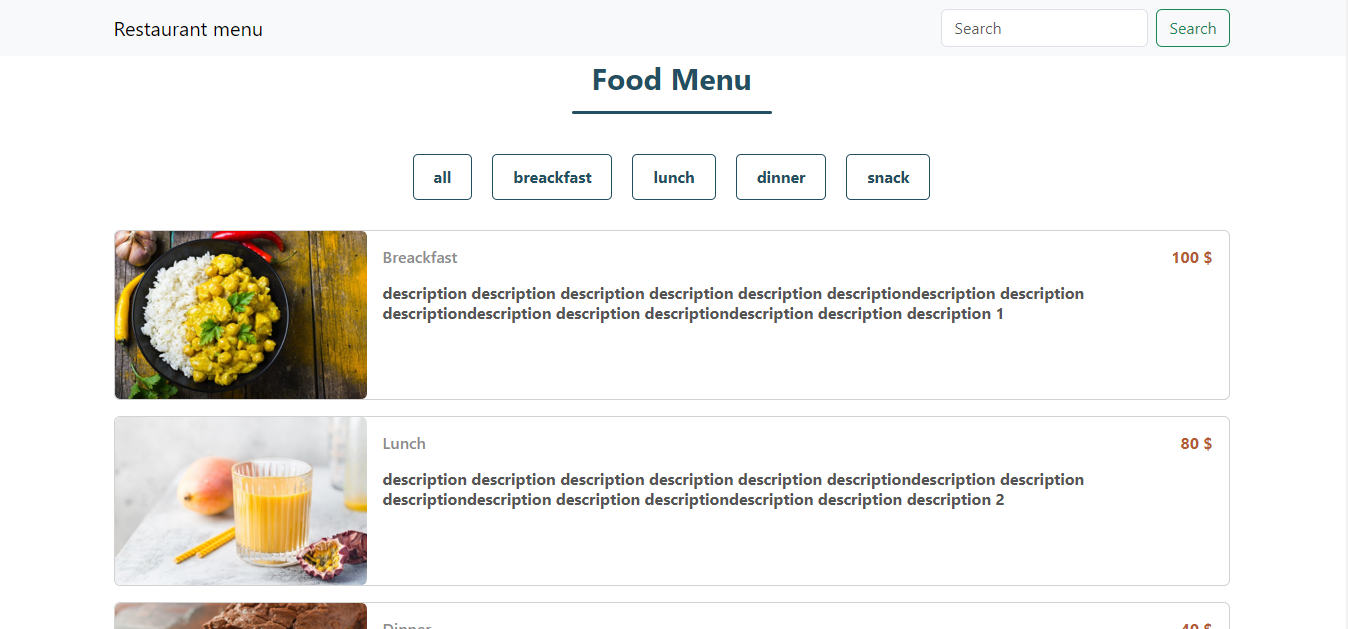 Restaurant menu
Search
Search
Food Menu
all
breackfast
lunch
dinner
snack
Breackfast
100 $
description description description description description descriptiondescription description
descriptiondescription description descriptiondescription description description 1
Lunch
80 $
description description description description description descriptiondescription description
descriptiondescription description descriptiondescription description description 2
Dinner
40 $